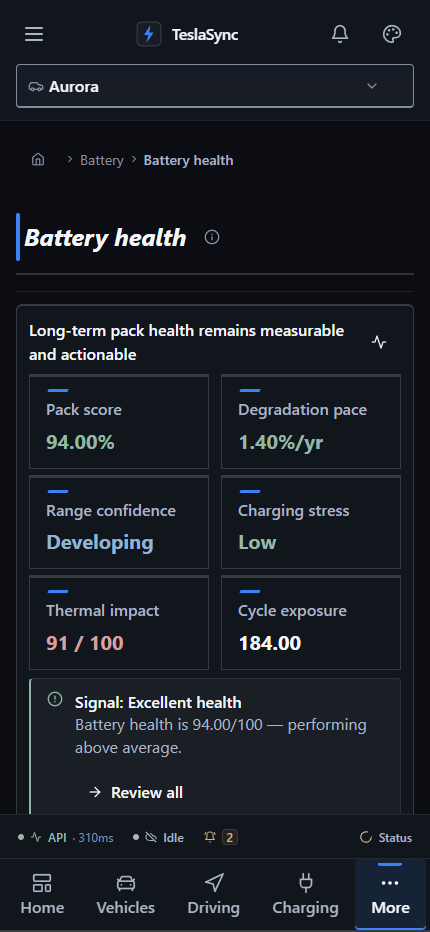 TeslaSync
Aurora
Battery
Battery health
Battery health
Long-term pack health remains measurable
and actionable
Pack score
94.00%
Degradation pace
1.40%/yr
Range confidence
Developing
Charging stress
Low
Thermal impact
91 / 100
Cycle exposure
184.00
Signal: Excellent health
Battery health is 94.00/100 — performing
above average.
Review all
API · 310ms
Idle
2
Status
Home
Vehicles
Driving
Charging
More